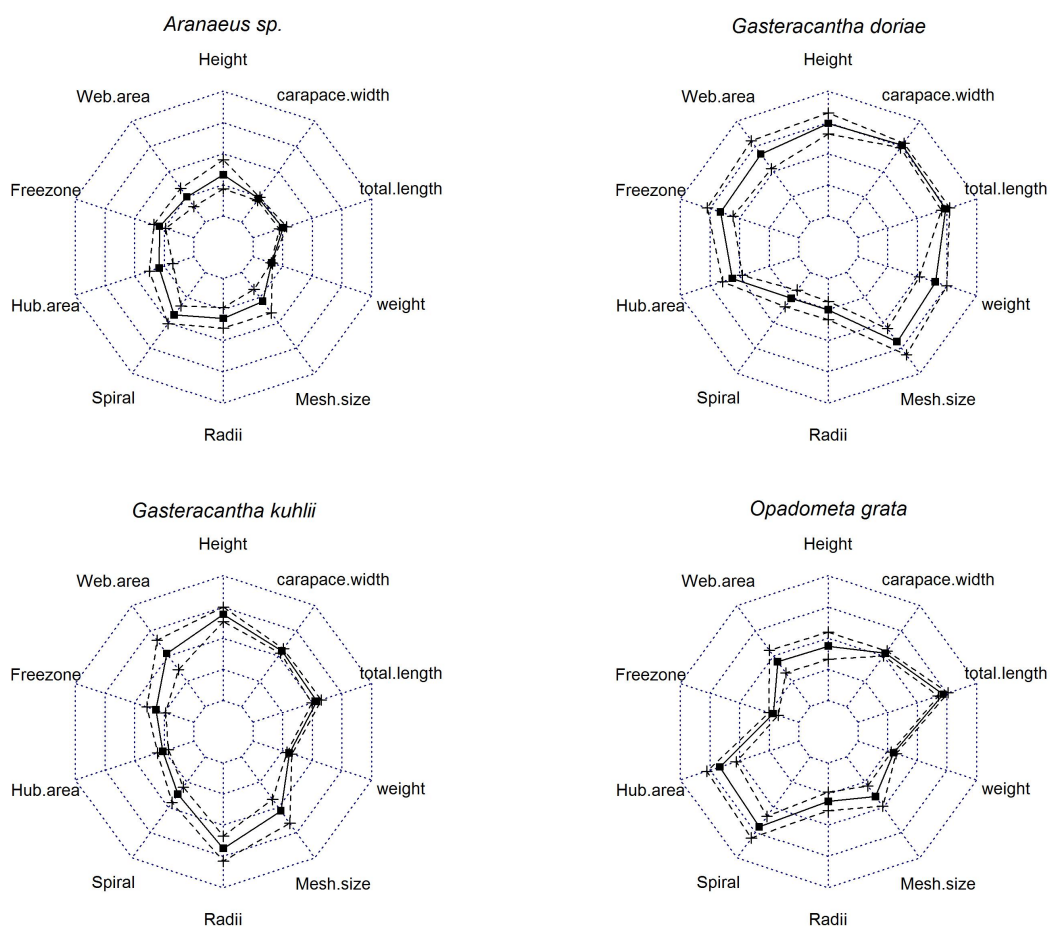 Aranaeus sp.
Height
carapace.width
total.length
weight
Mesh.size
Radii
Spiral
Hub.area
Freezone
Web.area
Gasteracantha doriae
Height
carapace.width
total.length
weight
Mesh.size
Radii
Spiral
Hub.area
Freezone
Web.area
Gasteracantha kuhlii
Height
carapace.width
total.length
weight
Mesh.size
Radii
Spiral
Hub.area
Freezone
Web.area
Opadometa grata
Height
carapace.width
total.length
weight
Mesh.size
Radii
Spiral
Hub.area
Freezone
Web.area